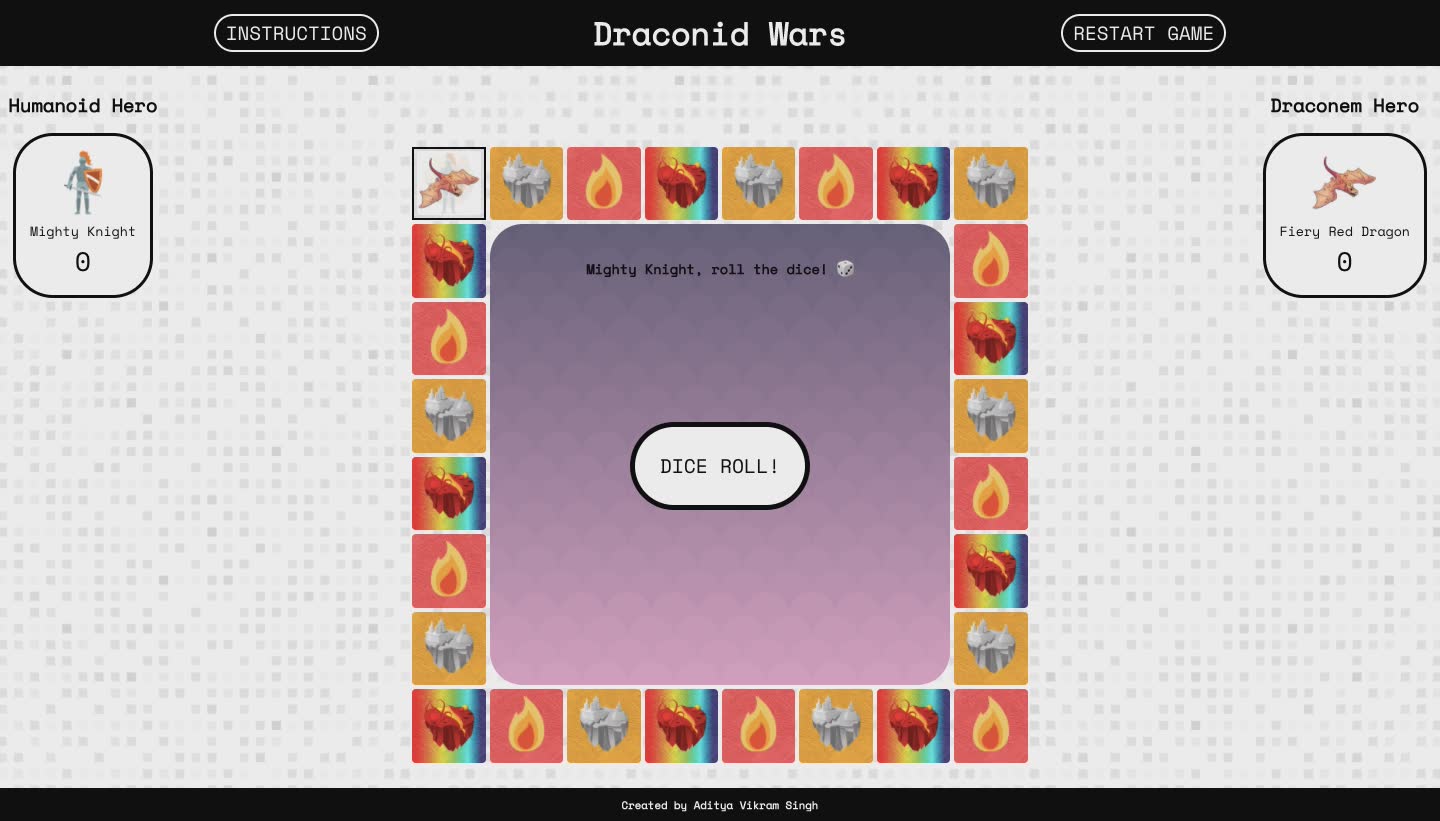 INSTRUCTIONS
Draconid Wars
RESTART GAME
Humanoid Hero
Mighty Knight
0
Draconem Hero
Fiery Red Dragon
0
Mighty Knight, roll the dice! 🎲
DICE ROLL!
Created by Aditya Vikram Singh